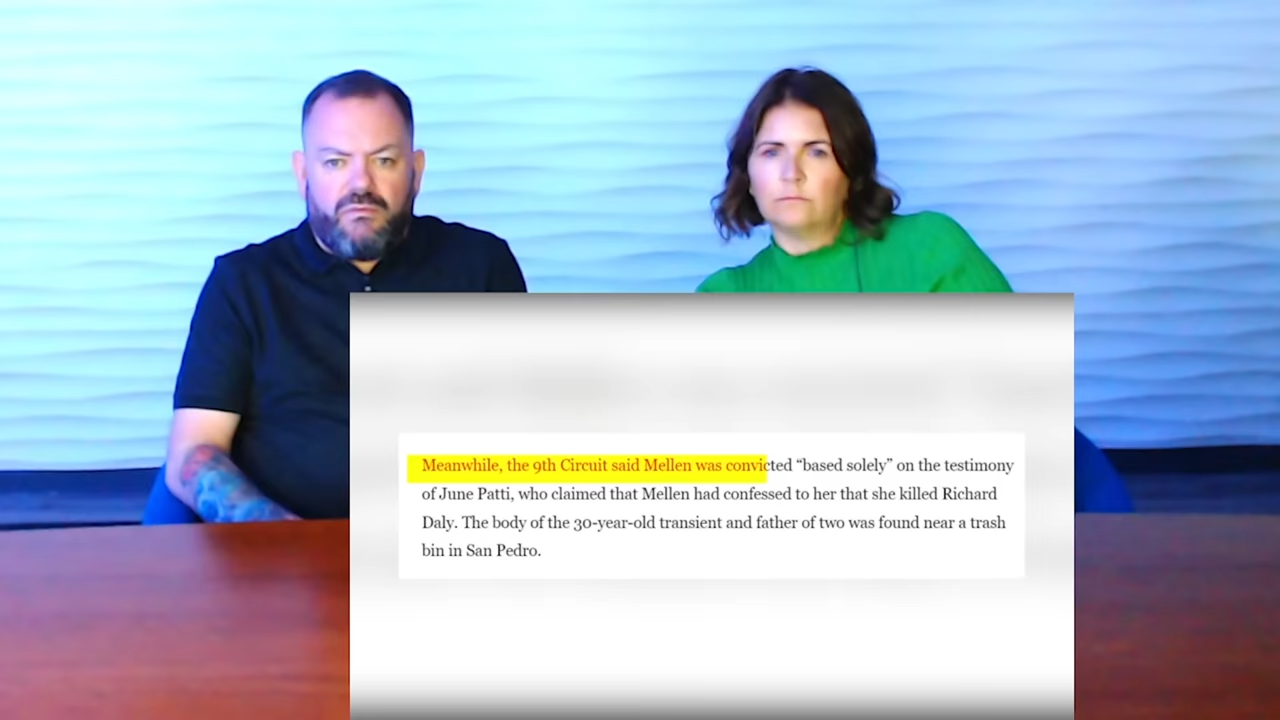 Meanwhile, the 9th Circuit said Mellen was convicted “based solely” on the testimony
of June Patti, who claimed that Mellen had confessed to her that she killed Richard
Daly. The body of the 30-year-old transient and father of two was found near a trash
bin in San Pedro.